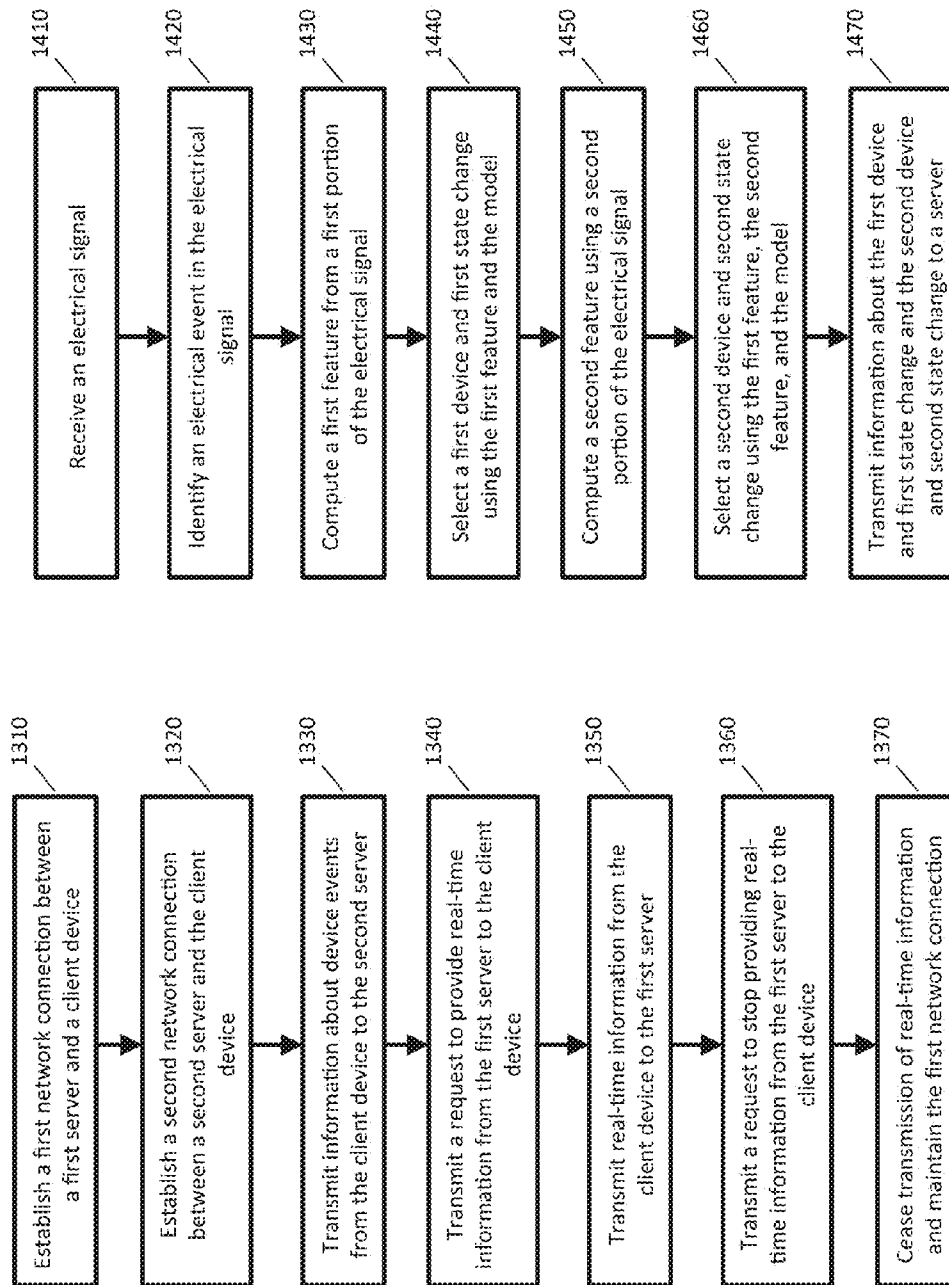 1310
Establish a first network connection between
a first server and a client device
1320
Establish a second network connection
between a second server and the client
device
1330
Transmit information about device events
from the client device to the second server
1340
Transmit a request to provide real-time
information from the first server to the client
device
1350
Transmit real-time information from the
client device to the first server
1360
Transmit a request to stop providing real-
time information from the first server to the
client device
1370
Cease transmission of real-time information
and maintain the first network connection
1410
Receive an electrical signal
1420
Identify an electrical event in the electrical
signal
1430
Compute a first feature from a first portion
of the electrical signal
1440
Select a first device and first state change
using the first feature and the model
1450
Compute a second feature using a second
portion of the electrical signal
1460
Select a second device and second state
change using the first feature, the second
feature, and the model
1470
Transmit information about the first device
and first state change and the second device
and second state change to a server